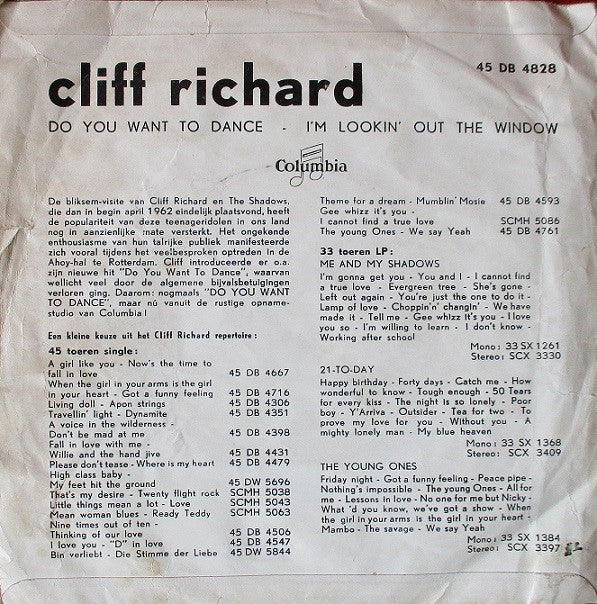 cliff richard
45 DB 4828
DO YOU WANT TO DANCE - I'M LOOKIN' OUT THE WINDOW
Columbia
De bliksem-visite van Cliff Richard en The Shadows,
die dan in begin april 1962 eindelijk plaatsvond, heeft
de populariteit van deze teenageridolen in ons land
nog in aanzienlijke mate versterkt. Het ongekende
enthousiasme van hun talrijke publiek manifesteerde
zich vooral tijdens het veelbesproken optreden in de
Ahoy-hal te Rotterdam. Cliff introduceerde er o.a.
zijn nieuwe hit "Do You Want To Dance", waarvan
wellicht veel door de algemene bijvalsbetuigingen
verloren ging. Daarom: nogmaals "DO YOU WANT
TO DANCE", maar nú vanuit de rustige opname-
studio van Columbia !
Een kleine keuze uit het Cliff Richard repertoire :
45 toeren single:
A girl like you - Now's the time to
fall in love 45 DB 4667
When the girl in your arms is the girl
in your heart - Got a funny feeling 45 DB 4716
Living doll - Apon strings 45 DB 4306
Travellin' light - Dynamite 45 DB 4351
A voice in the wilderness -
Don't be mad at me 45 DB 4398
Fall in love with me -
Willie and the hand jive 45 DB 4431
Please don't tease - Where is my heart 45 DB 4479
High class baby -
My feet hit the ground 45 DW 5696
That's my desire - Twenty flight rock SCMH 5038
Little things mean a lot - Love SCMH 5043
Mean woman blues - Ready Teddy SCMH 5063
Nine times out of ten -
Thinking of our love 45 DB 4506
I love you - "D" in love 45 DB 4547
Bin verliebt - Die Stimme der Liebe 45 DW 5844
Theme for a dream - Mumblin' Mosie 45 DB 4593
Gee whizz it's you -
I cannot find a true love SCMH 5086
The young Ones - We say Yeah 45 DB 4761
33 toeren LP:
ME AND MY SHADOWS
I'm gonna get you - You and I - I cannot find
a true love - Evergreen tree - She's gone -
Left out again - You're just the one to do it -
Lamp of love - Choppin'n' changin' - We have
made it - Tell me - Gee whizz it's you - I love
you so - I'm willing to learn - I don't know -
Working after school
Mono: 33 SX 1261
Stereo: SCX 3330
21-TO-DAY
Happy birthday - Forty days - Catch me - How
wonderful to know - Tough enough - 50 Tears
for every kiss - The night is so lonely - Poor
boy - Y'Arriva - Outsider - Tea for two - To
prove my love for you - Without you - A
mighty lonely man - My blue heaven
Mono : 33 SX 1368
Stereo: SCX 3409
THE YOUNG ONES
Friday night - Got a funny feeling - Peace pipe -
Nothing's impossible - The young Ones - All for
me - Lessons in love - No one for me but Nicky -
What 'd you know, we've got a show - When
the girl in your arms is the girl in your heart -
Mambo - The savage - We say Yeah
Mono : 33 SX 1384
Stereo: SCX 3397